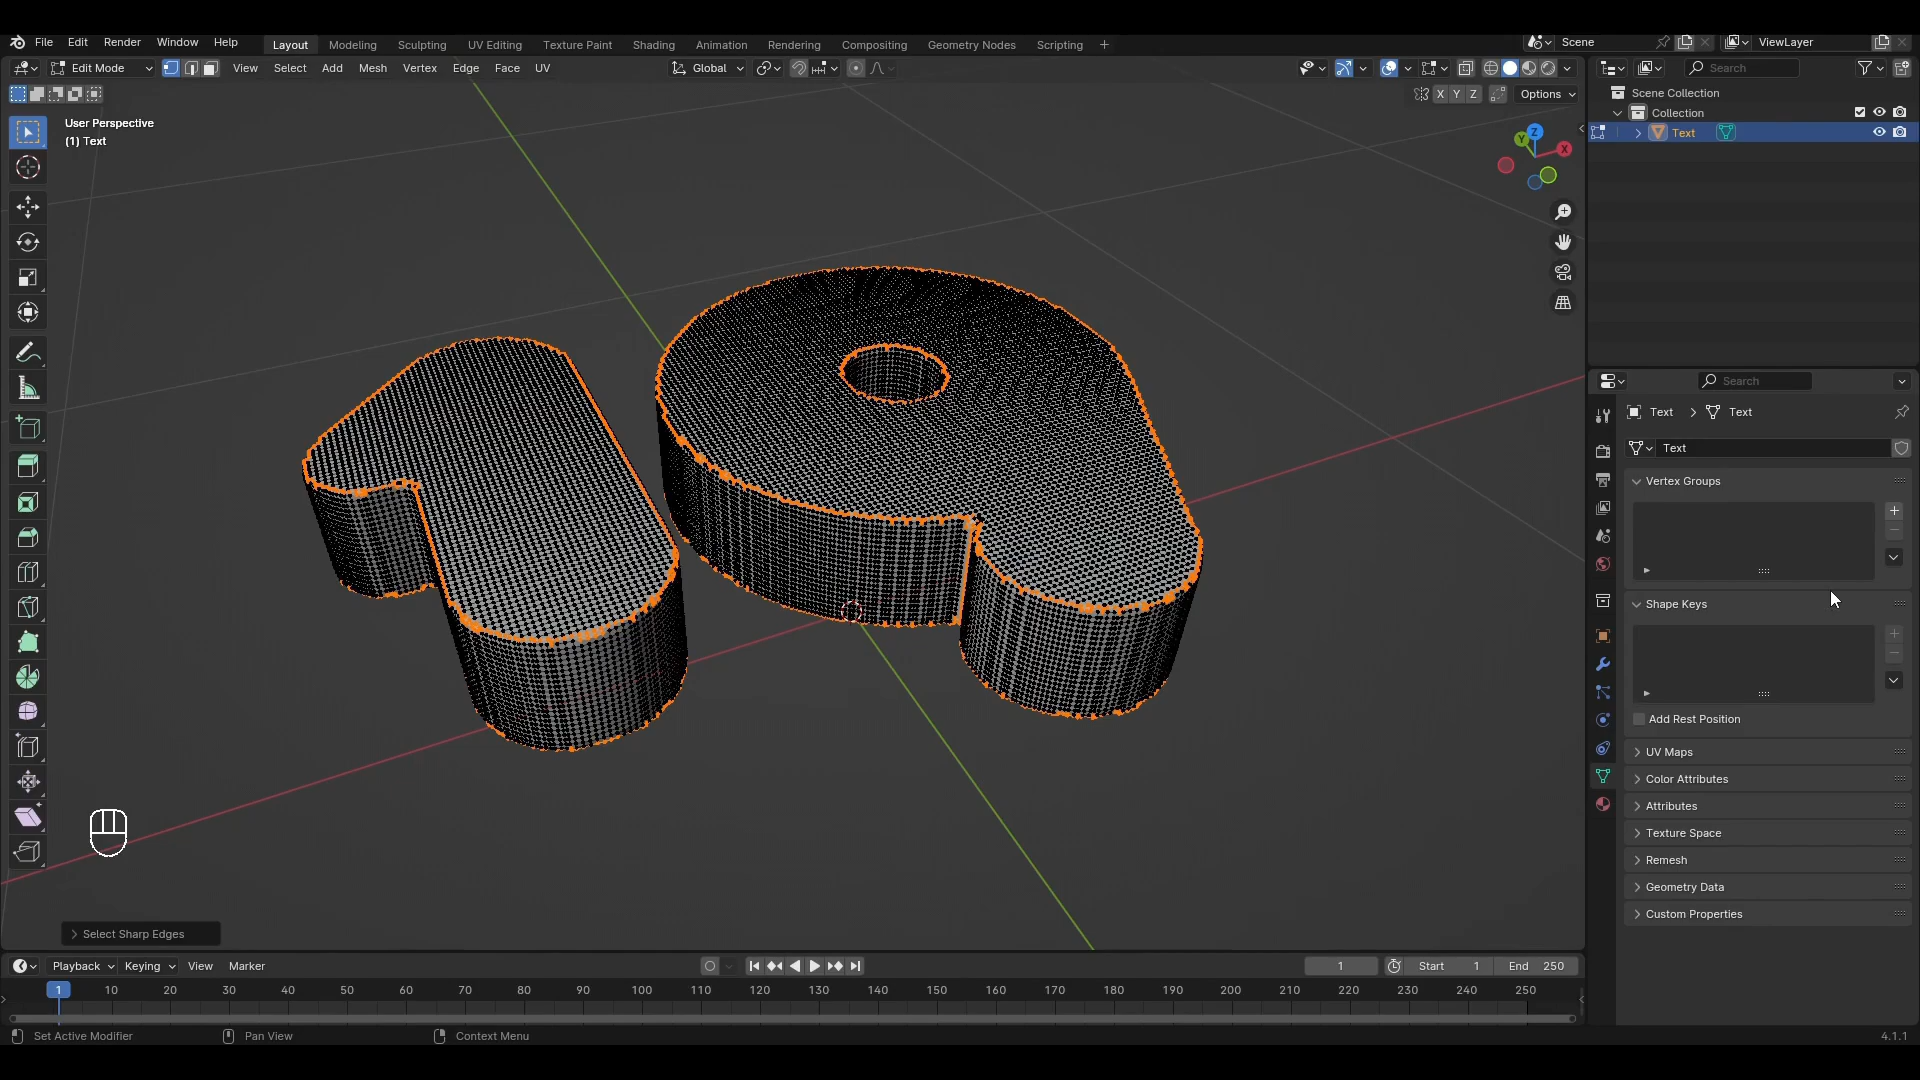 File Edit Render Window Help Layout Modeling Sculpting UV Editing Texture Paint Shading Animation Rendering Compositing Geometry Nodes Scripting + Scene ViewLayer
Edit Mode View Select Add Mesh Vertex Edge Face UV Global Search
X Y Z Options
User Perspective
(1) Text
Scene Collection
Collection
Text
Z
Y
X
Search
Text > Text
Text
Vertex Groups
Shape Keys
Add Rest Position
UV Maps
Color Attributes
Attributes
Texture Space
Remesh
Geometry Data
Custom Properties
Select Sharp Edges
Playback Keying View Marker 1 Start 1 End 250
1 10 20 30 40 50 60 70 80 90 100 110 120 130 140 150 160 170 180 190 200 210 220 230 240 250
Set Active Modifier Pan View Context Menu 4.1.1